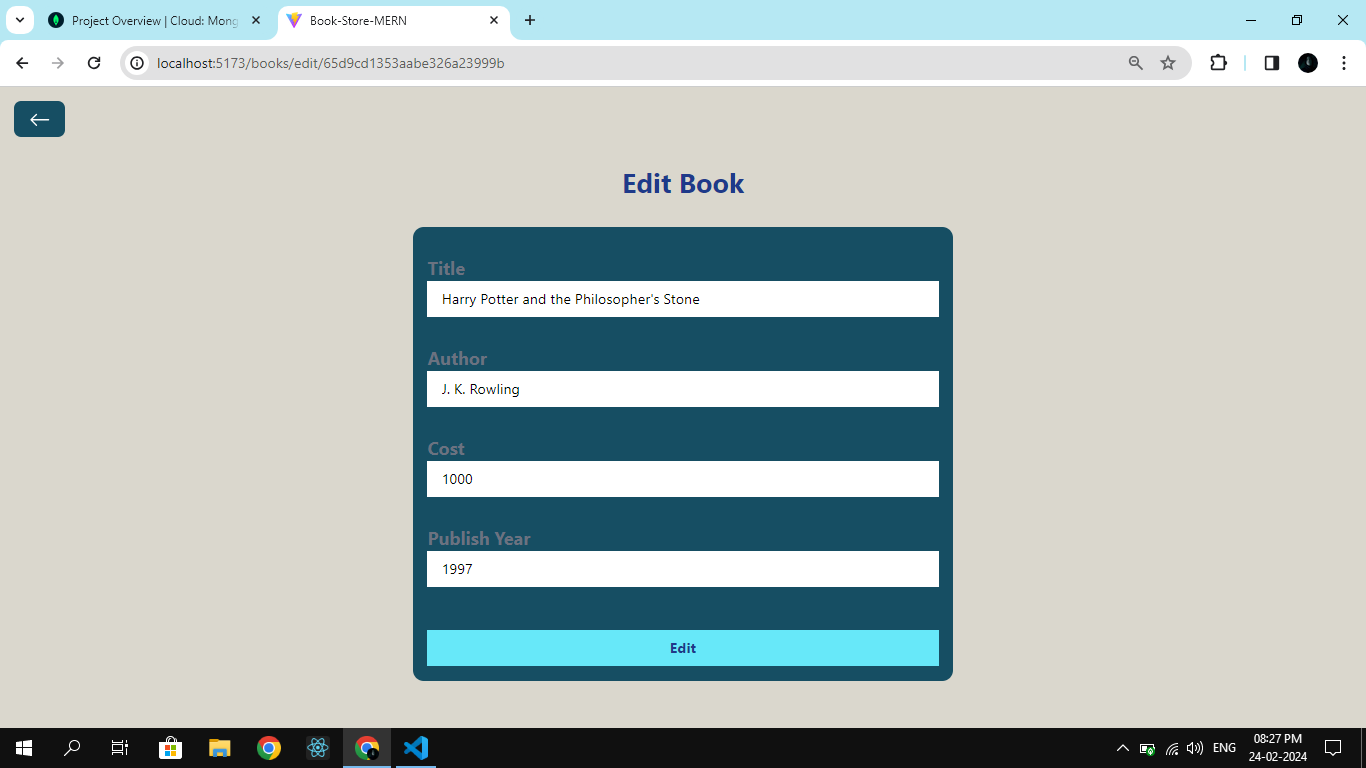 Project Overview | Cloud: Mong
Book-Store-MERN
localhost:5173/books/edit/65d9cd1353aabe326a23999b
Edit Book
Title
Harry Potter and the Philosopher's Stone
Author
J. K. Rowling
Cost
1000
Publish Year
1997
Edit
ENG
08:27 PM
24-02-2024